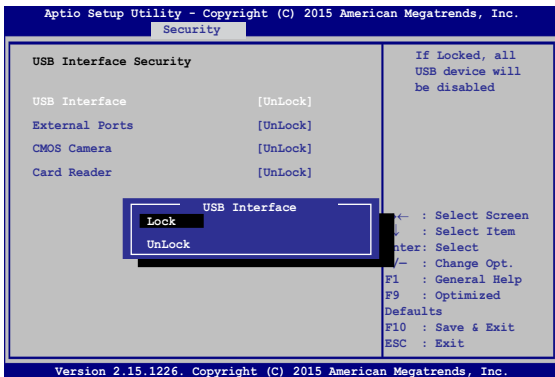 Aptio Setup Utility - Copyright (C) 2015 American Megatrends, Inc.
Security
USB Interface Security
USB Interface [UnLock]
External Ports [UnLock]
CMOS Camera [UnLock]
Card Reader [UnLock]
If Locked, all
USB device will
be disabled
USB Interface
Lock
UnLock
← : Select Screen
↓ : Select Item
nter: Select
/— : Change Opt.
F1 : General Help
F9 : Optimized
Defaults
F10 : Save & Exit
ESC : Exit
Version 2.15.1226. Copyright (C) 2015 American Megatrends, Inc.